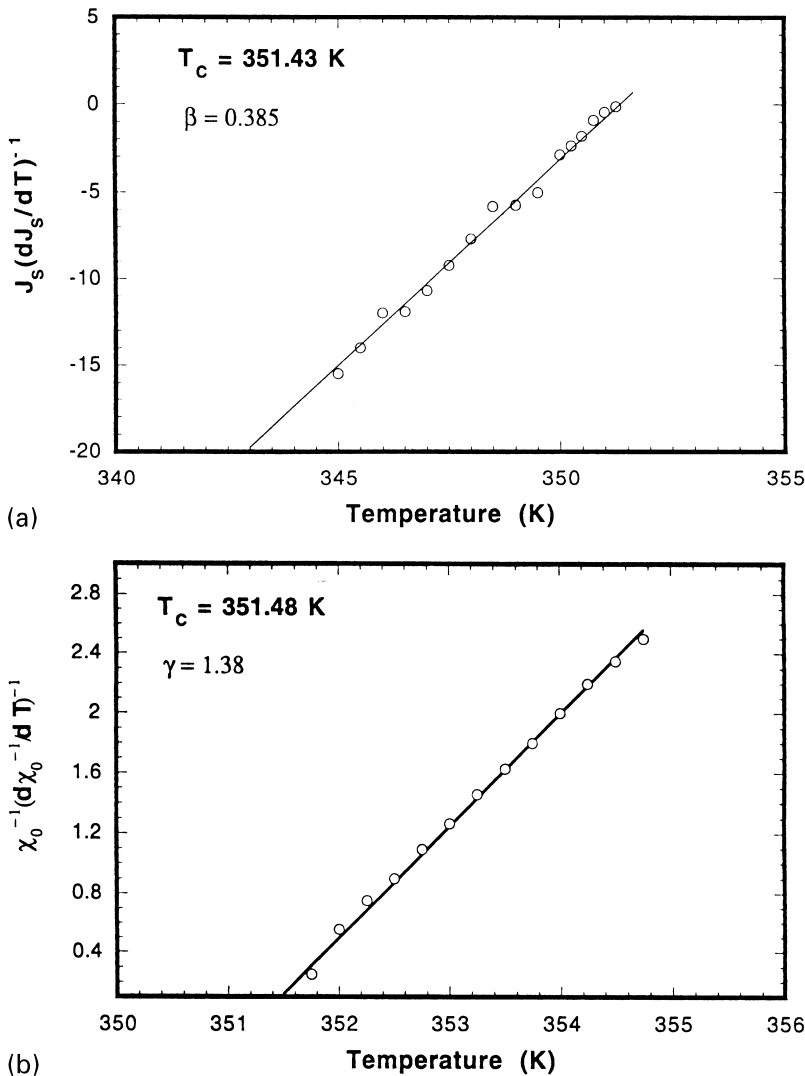 5
T_c = 351.43 K
0
β = 0.385
-5
-10
-15
-20
J_s(dJ_s/dT)^-1
340
345
350
355
(a)
Temperature (K)
2.8
T_c = 351.48 K
2.4
γ = 1.38
2
1.6
1.2
0.8
0.4
χ_0^-1(dχ_0^-1/dT)^-1
350
351
352
353
354
355
356
(b)
Temperature (K)